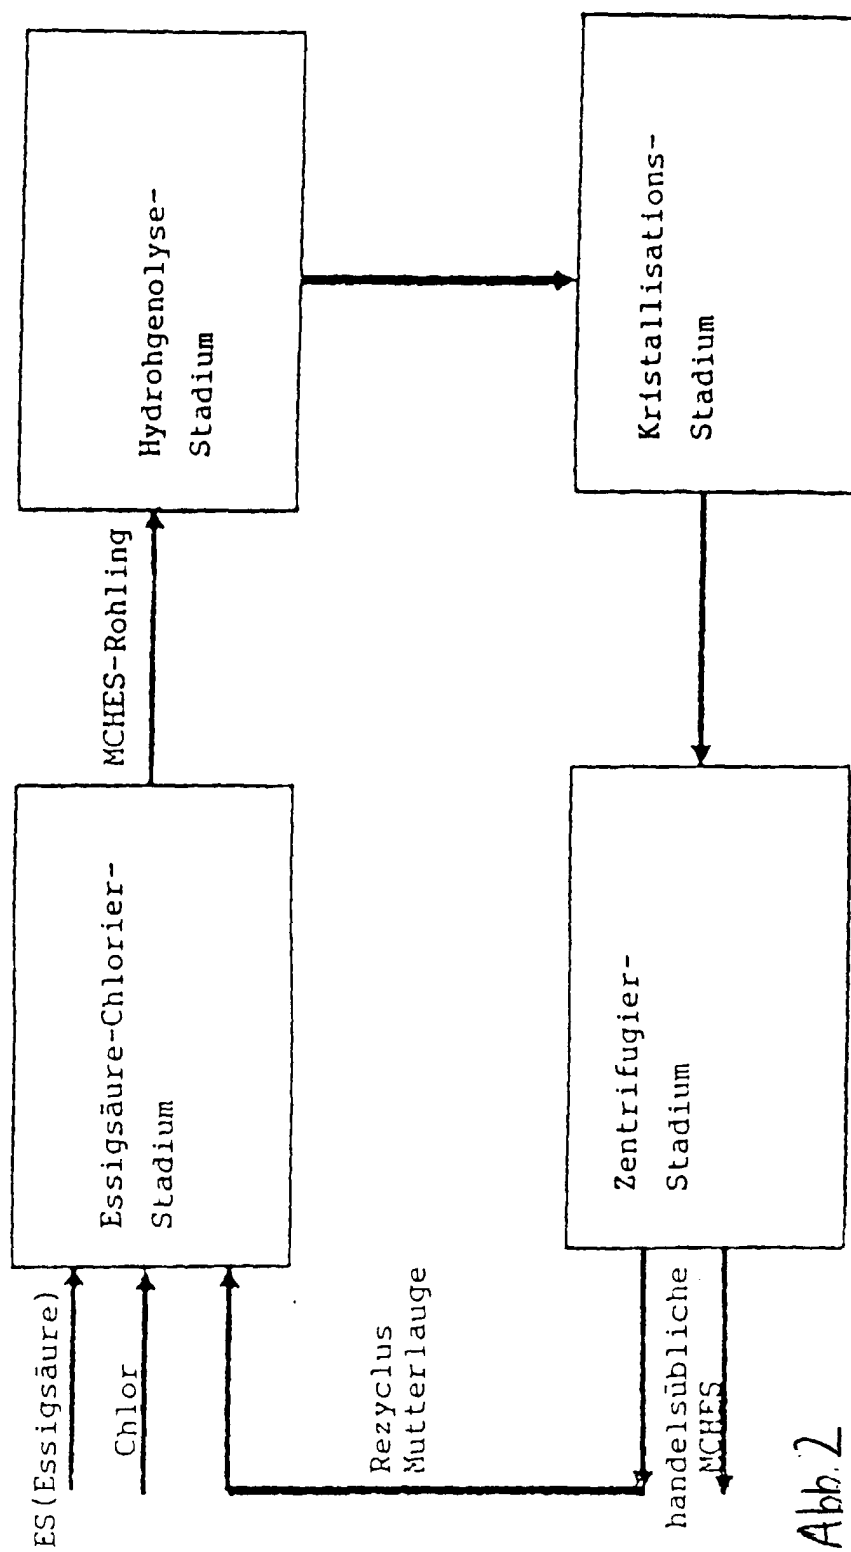 ES(Essigsäure)
Chlor
Essigsäure-Chlorier-
Stadium
MCHES-Rohling
Hydrohgenolyse-
Stadium
Rezyclus
Mutterlauge
Zentrifugier-
Stadium
Kristallisations-
Stadium
handelsübliche
MCHES
Abb. 2